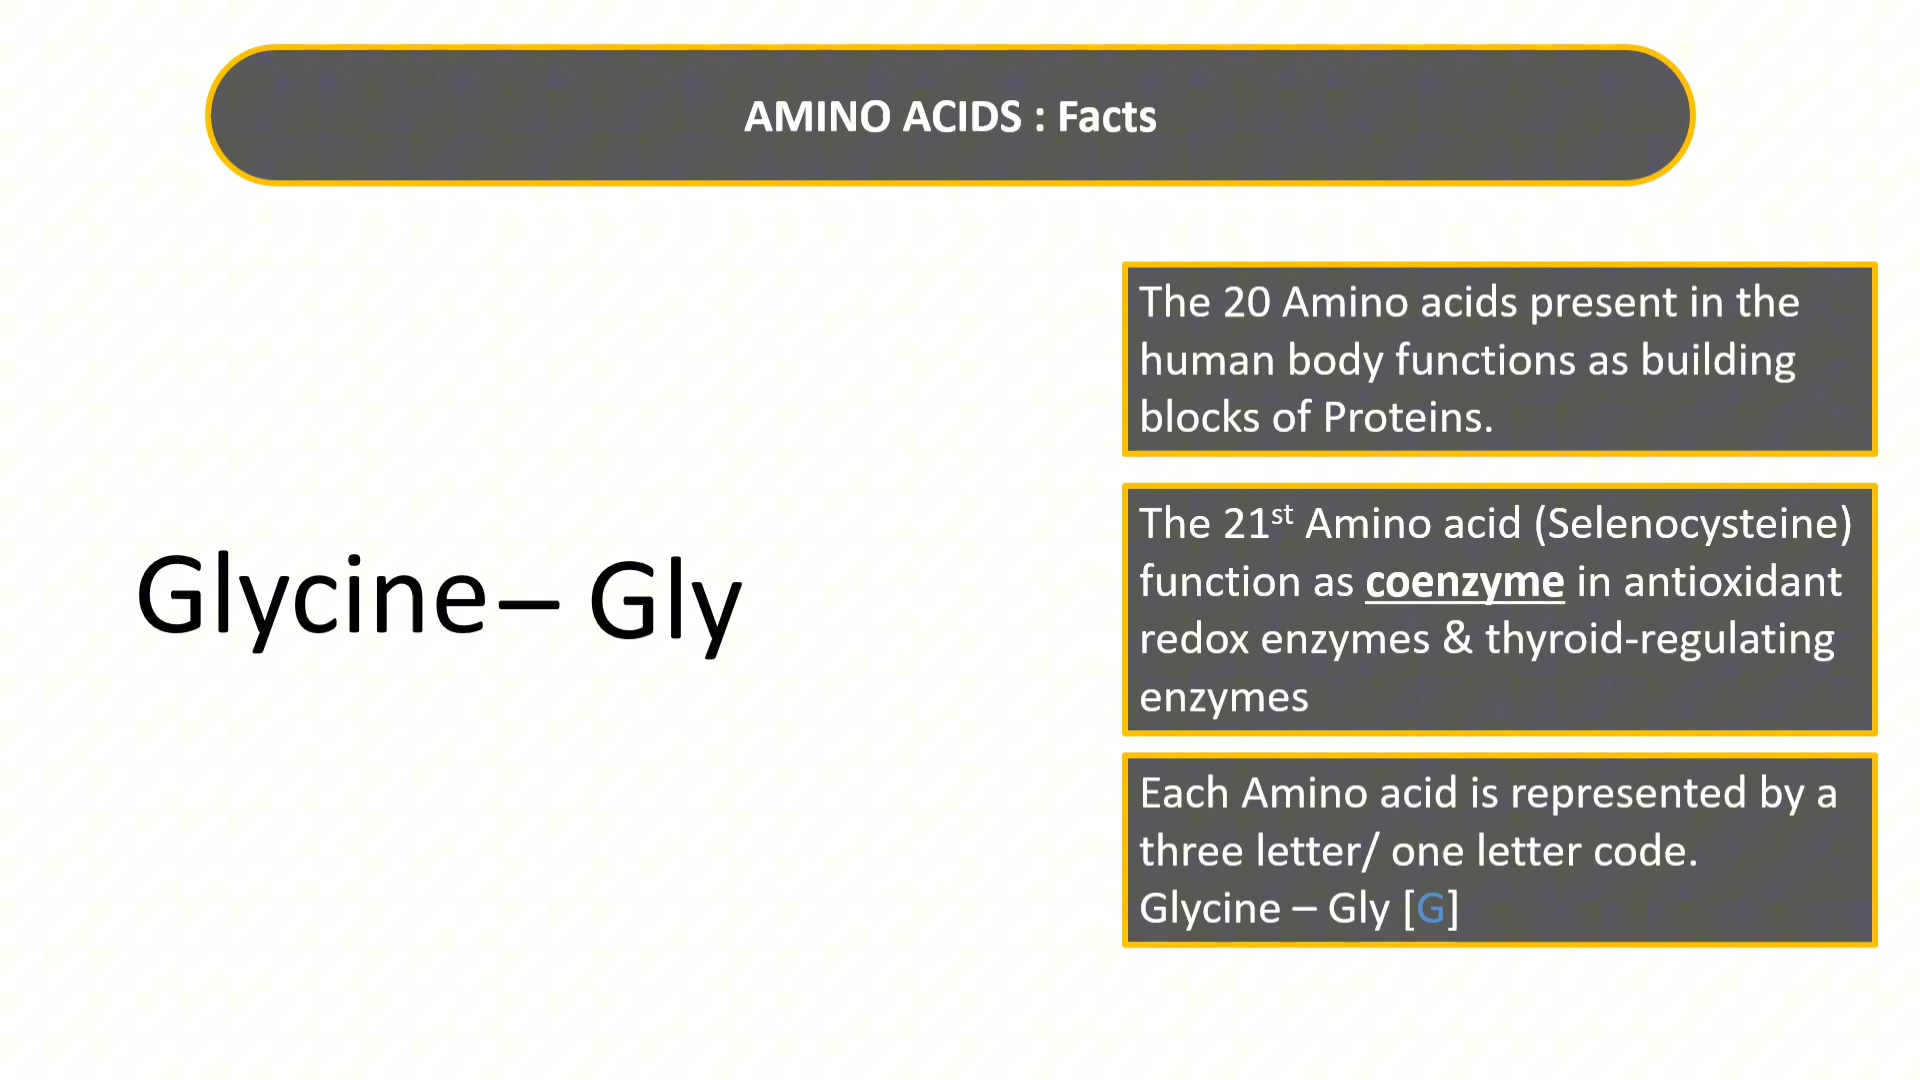 AMINO ACIDS : Facts
Glycine – Gly
The 20 Amino acids present in the
human body functions as building
blocks of Proteins.
The 21st Amino acid (Selenocysteine)
function as coenzyme in antioxidant
redox enzymes & thyroid-regulating
enzymes
Each Amino acid is represented by a
three letter/ one letter code.
Glycine – Gly [G]